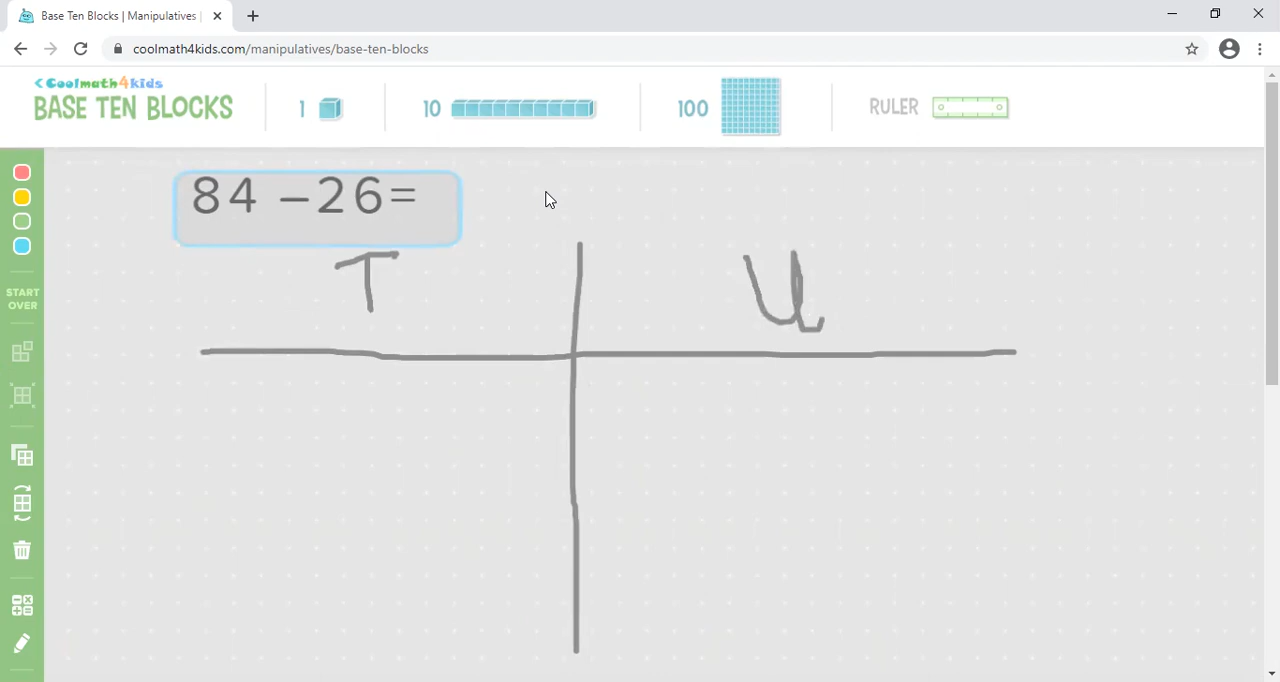 Base Ten Blocks | Manipulatives |
coolmath4kids.com/manipulatives/base-ten-blocks
<Coolmath4kids
BASE TEN BLOCKS
1
10
100
RULER
84 –26=
T U
START
OVER